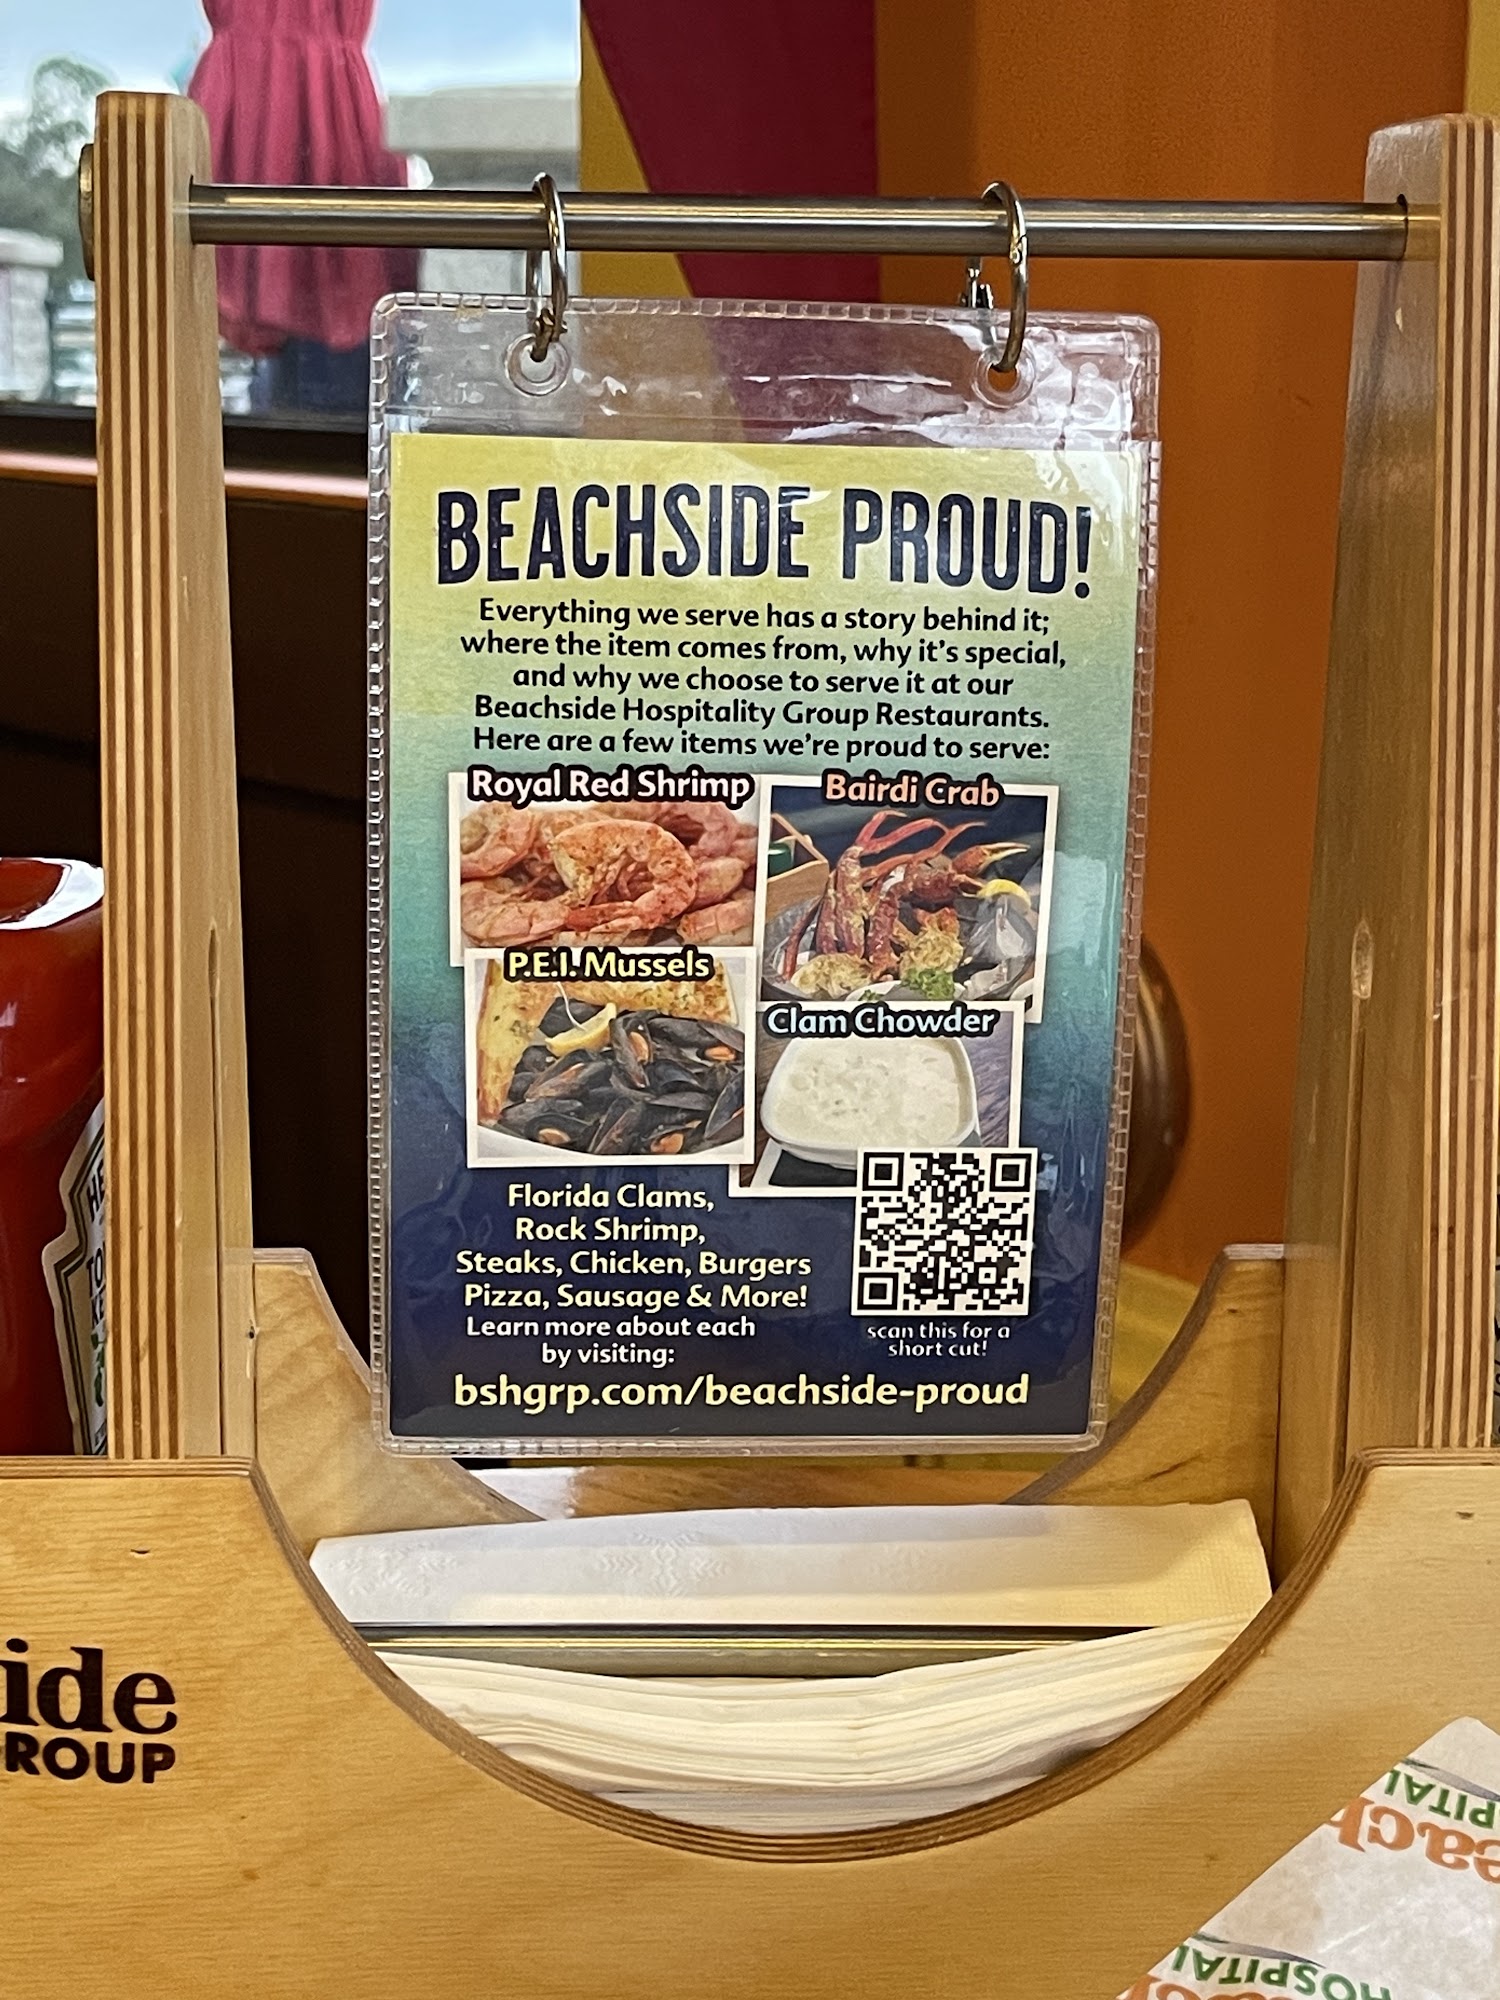 BEACHSIDE PROUD!
Everything we serve has a story behind it;
where the item comes from, why it's special,
and why we choose to serve it at our
Beachside Hospitality Group Restaurants.
Here are a few items we're proud to serve:
Royal Red Shrimp
Bairdi Crab
P.E.I. Mussels
Clam Chowder
Florida Clams,
Rock Shrimp,
Steaks, Chicken, Burgers
Pizza, Sausage & More!
Learn more about each
by visiting:
bshgrp.com/beachside-proud
scan this for a
short cut!
ide
ROUP
PITAL
each
HOSPITAL